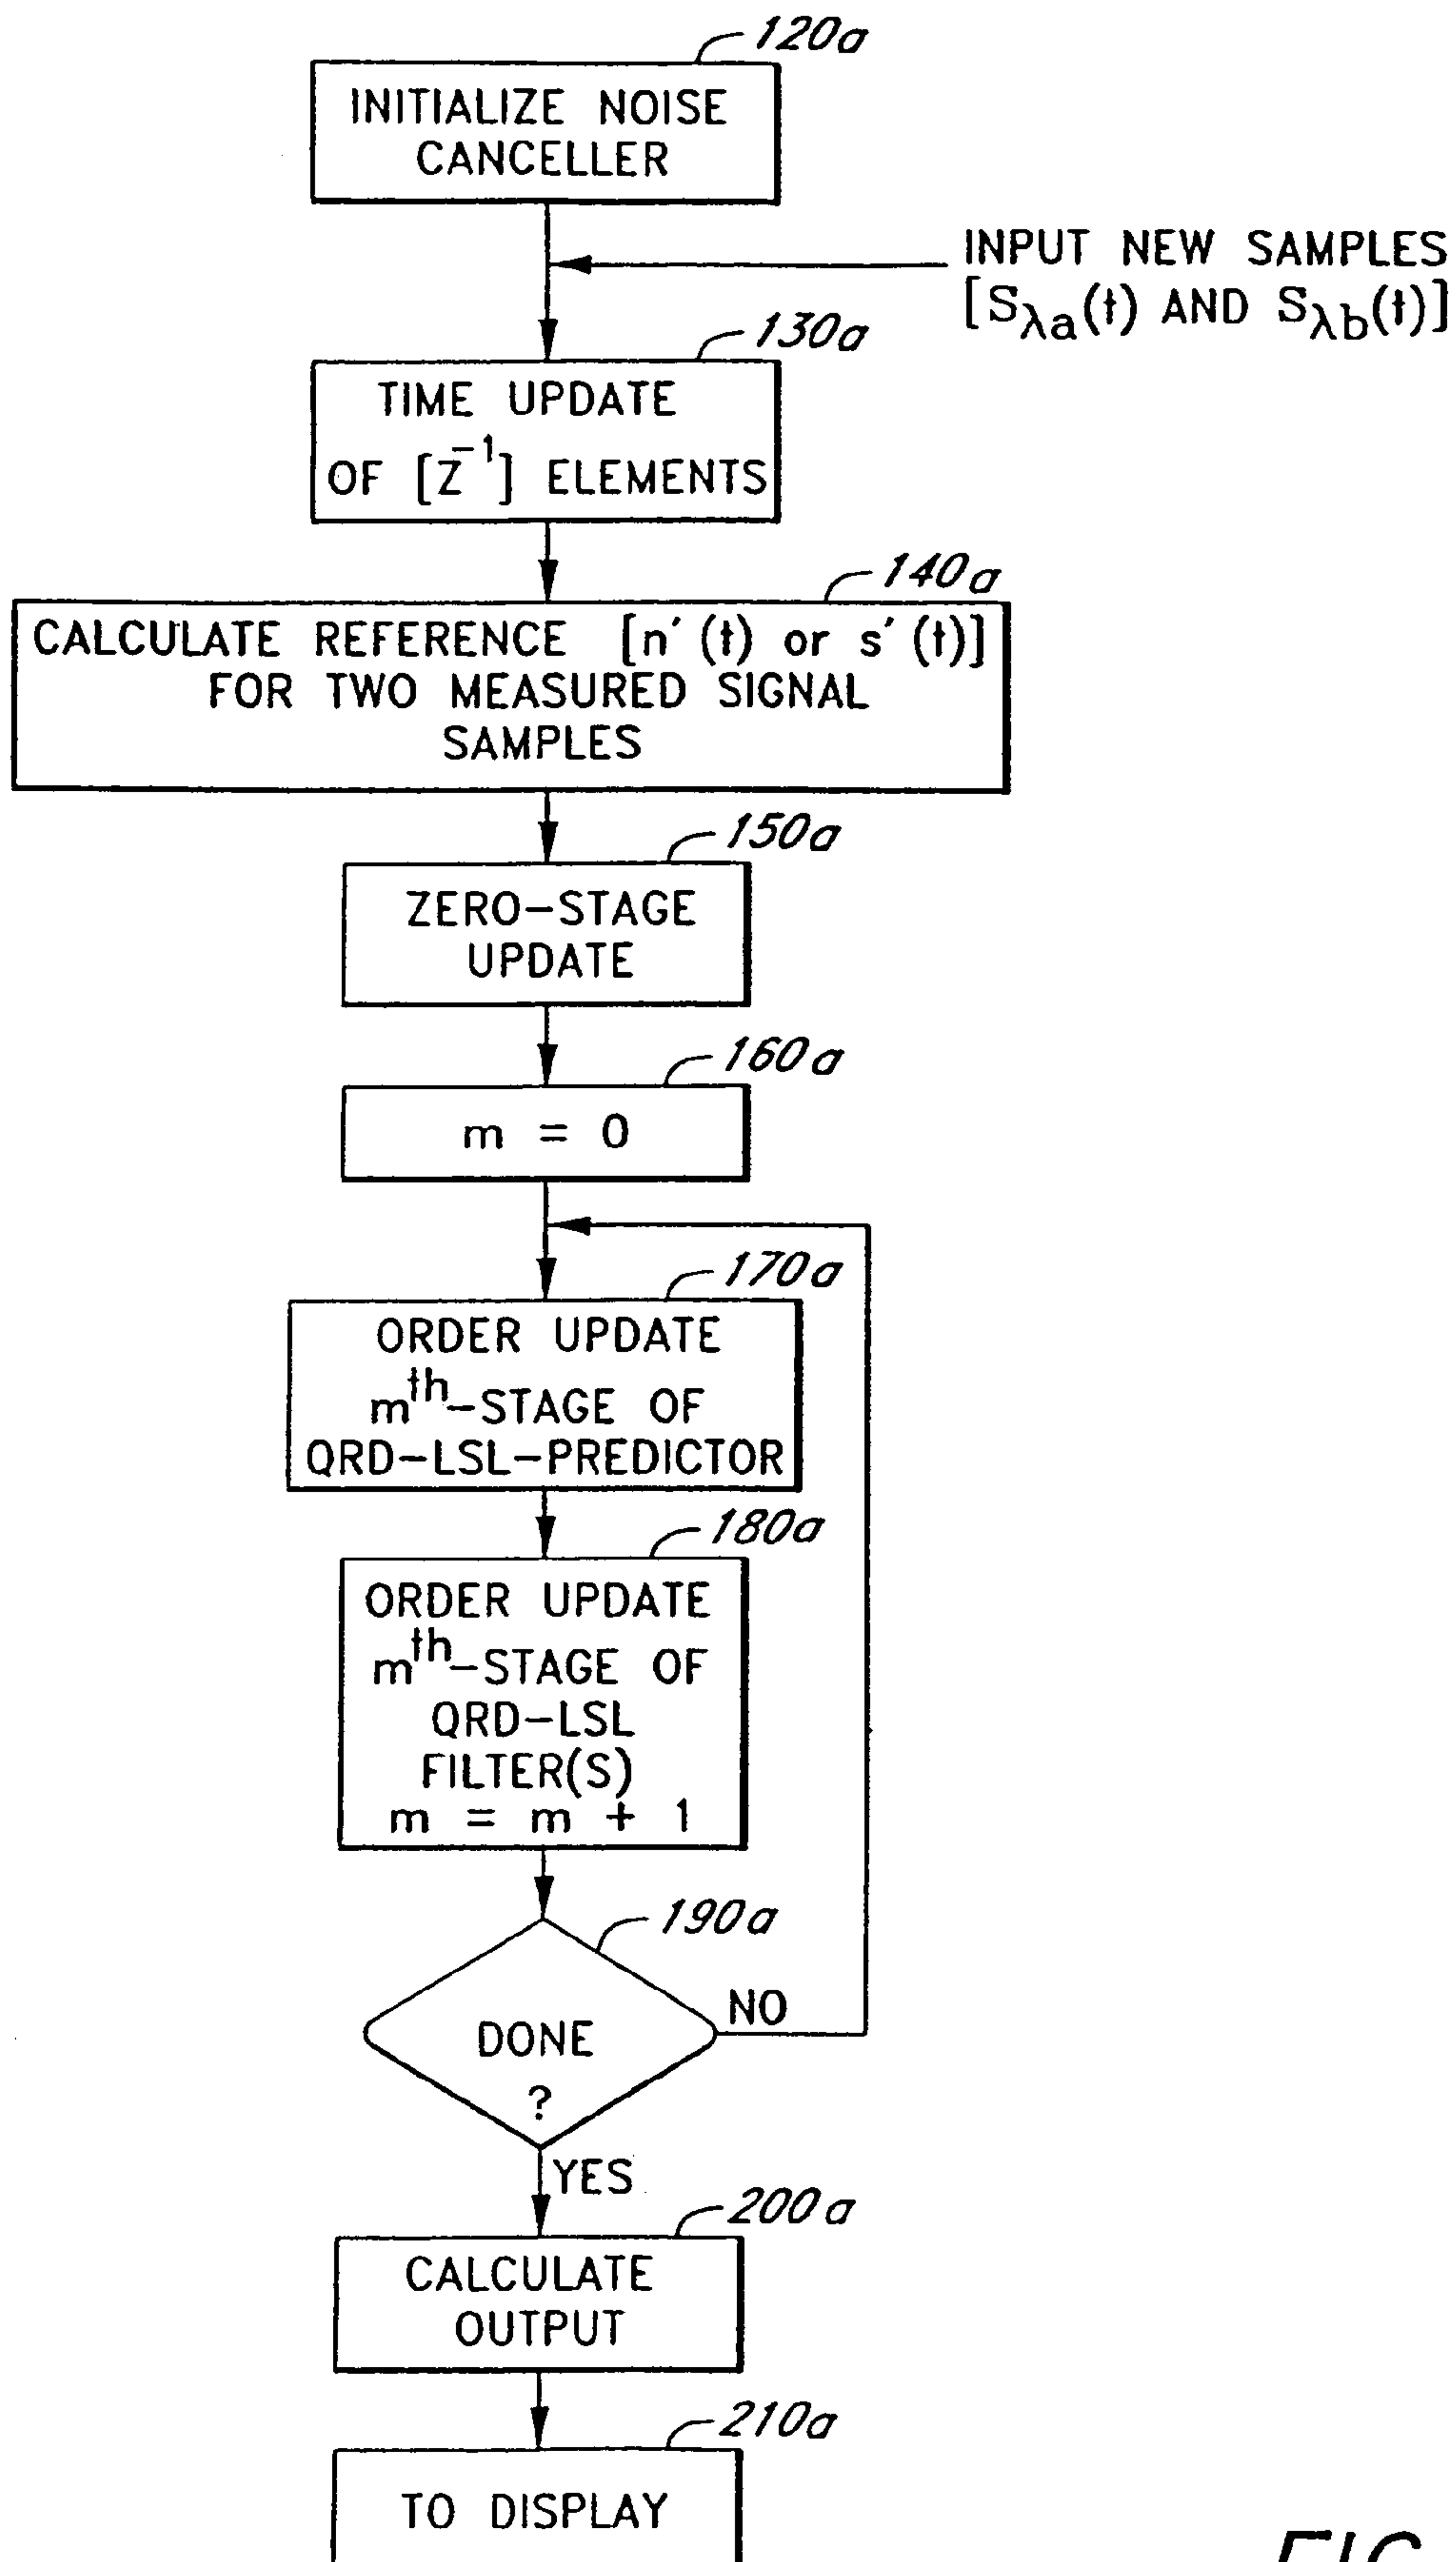 120a
INITIALIZE NOISE
CANCELLER
INPUT NEW SAMPLES
[Sλa(t) AND Sλb(t)]
130a
TIME UPDATE
OF [Z⁻¹] ELEMENTS
140a
CALCULATE REFERENCE [n′(t) or s′(t)]
FOR TWO MEASURED SIGNAL
SAMPLES
150a
ZERO-STAGE
UPDATE
160a
m = 0
170a
ORDER UPDATE
mth-STAGE OF
QRD-LSL-PREDICTOR
180a
ORDER UPDATE
mth-STAGE OF
QRD-LSL
FILTER(S)
m = m + 1
190a
NO
DONE
?
YES
200a
CALCULATE
OUTPUT
210a
TO DISPLAY